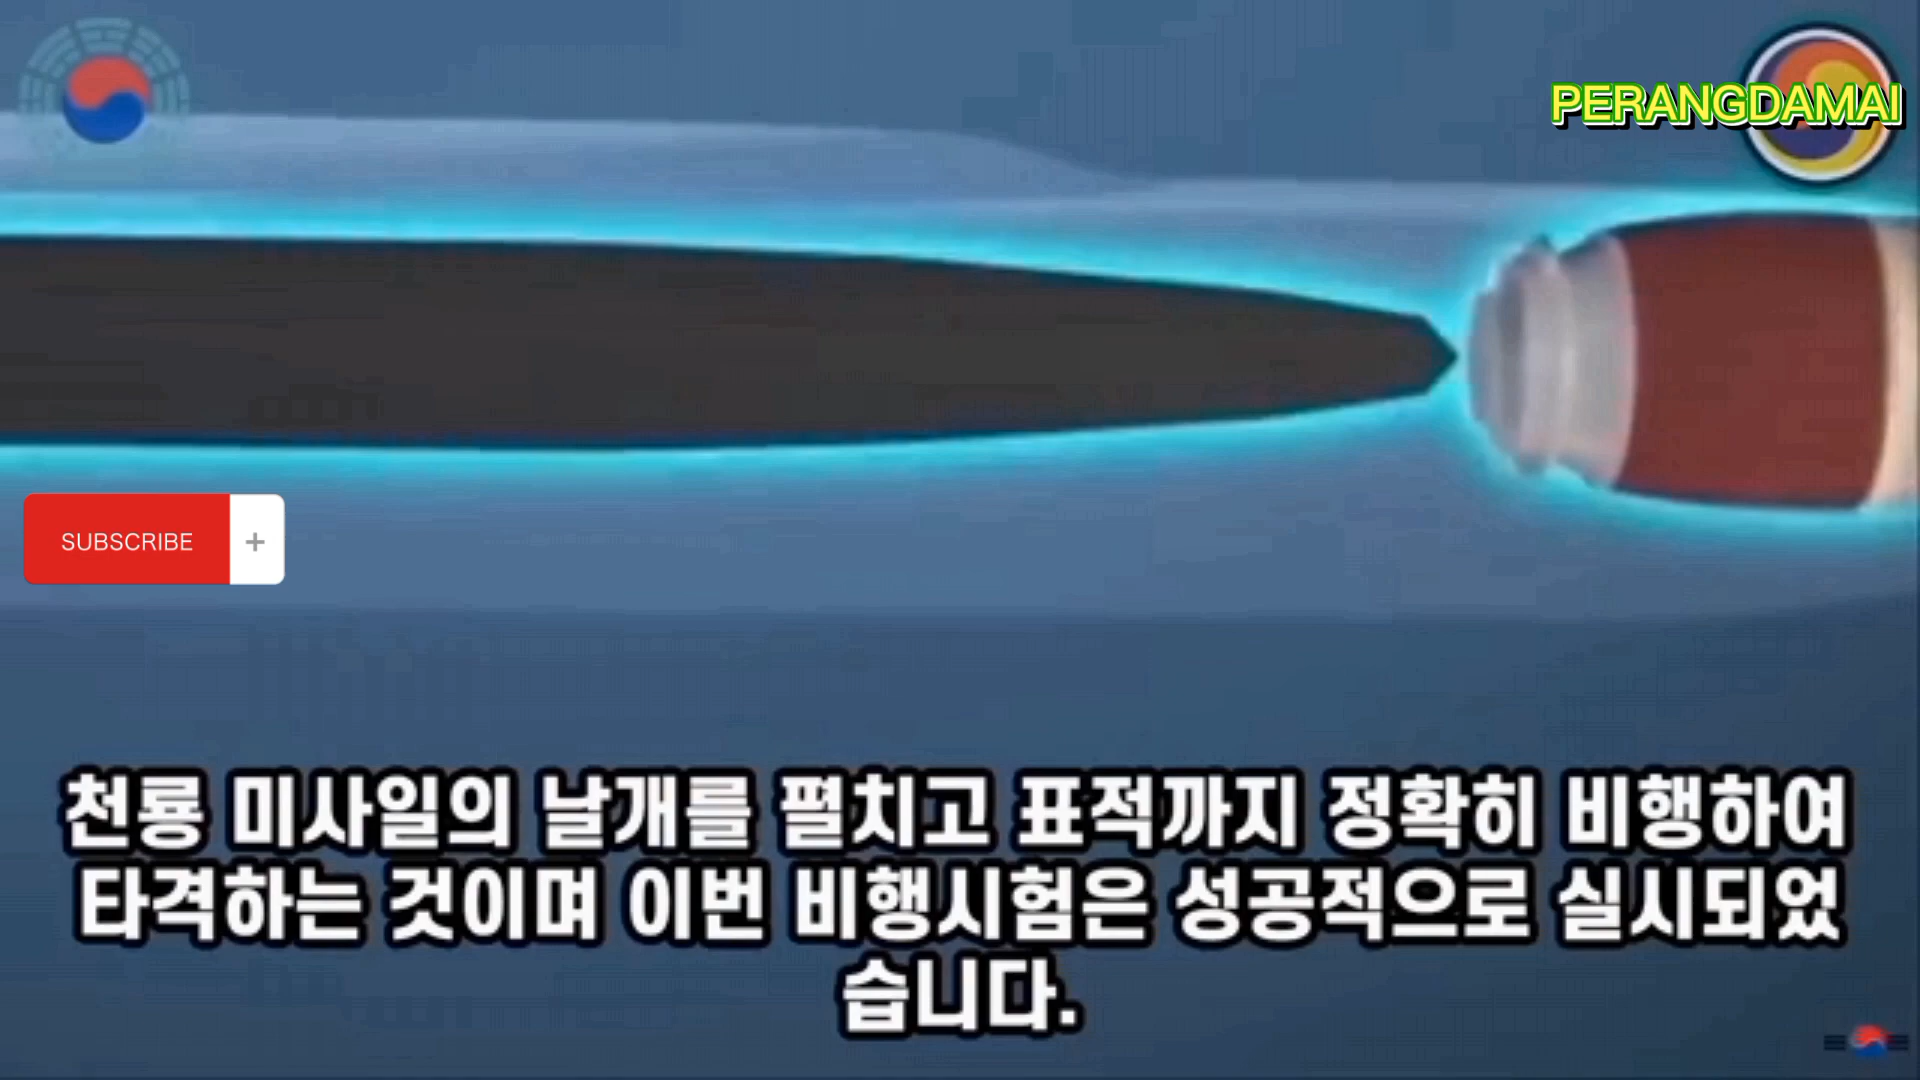 PERANGDAMAI
SUBSCRIBE +
천룡 미사일의 날개를 펼치고 표적까지 정확히 비행하여
타격하는 것이며 이번 비행시험은 성공적으로 실시되었
습니다.